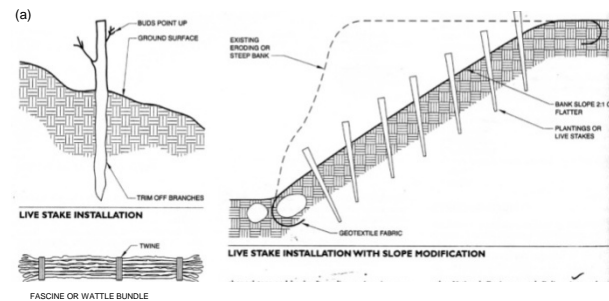 (a)
BUDS POINT UP
GROUND SURFACE
TRIM OFF BRANCHES
LIVE STAKE INSTALLATION
TWINE
FASCINE OR WATTLE BUNDLE
EXISTING
ERODING OR
STEEP BANK
BANK SLOPE 2:1 O
FLATTER
PLANTINGS OR
LIVE STAKES
GEOTEXTILE FABRIC
LIVE STAKE INSTALLATION WITH SLOPE MODIFICATION